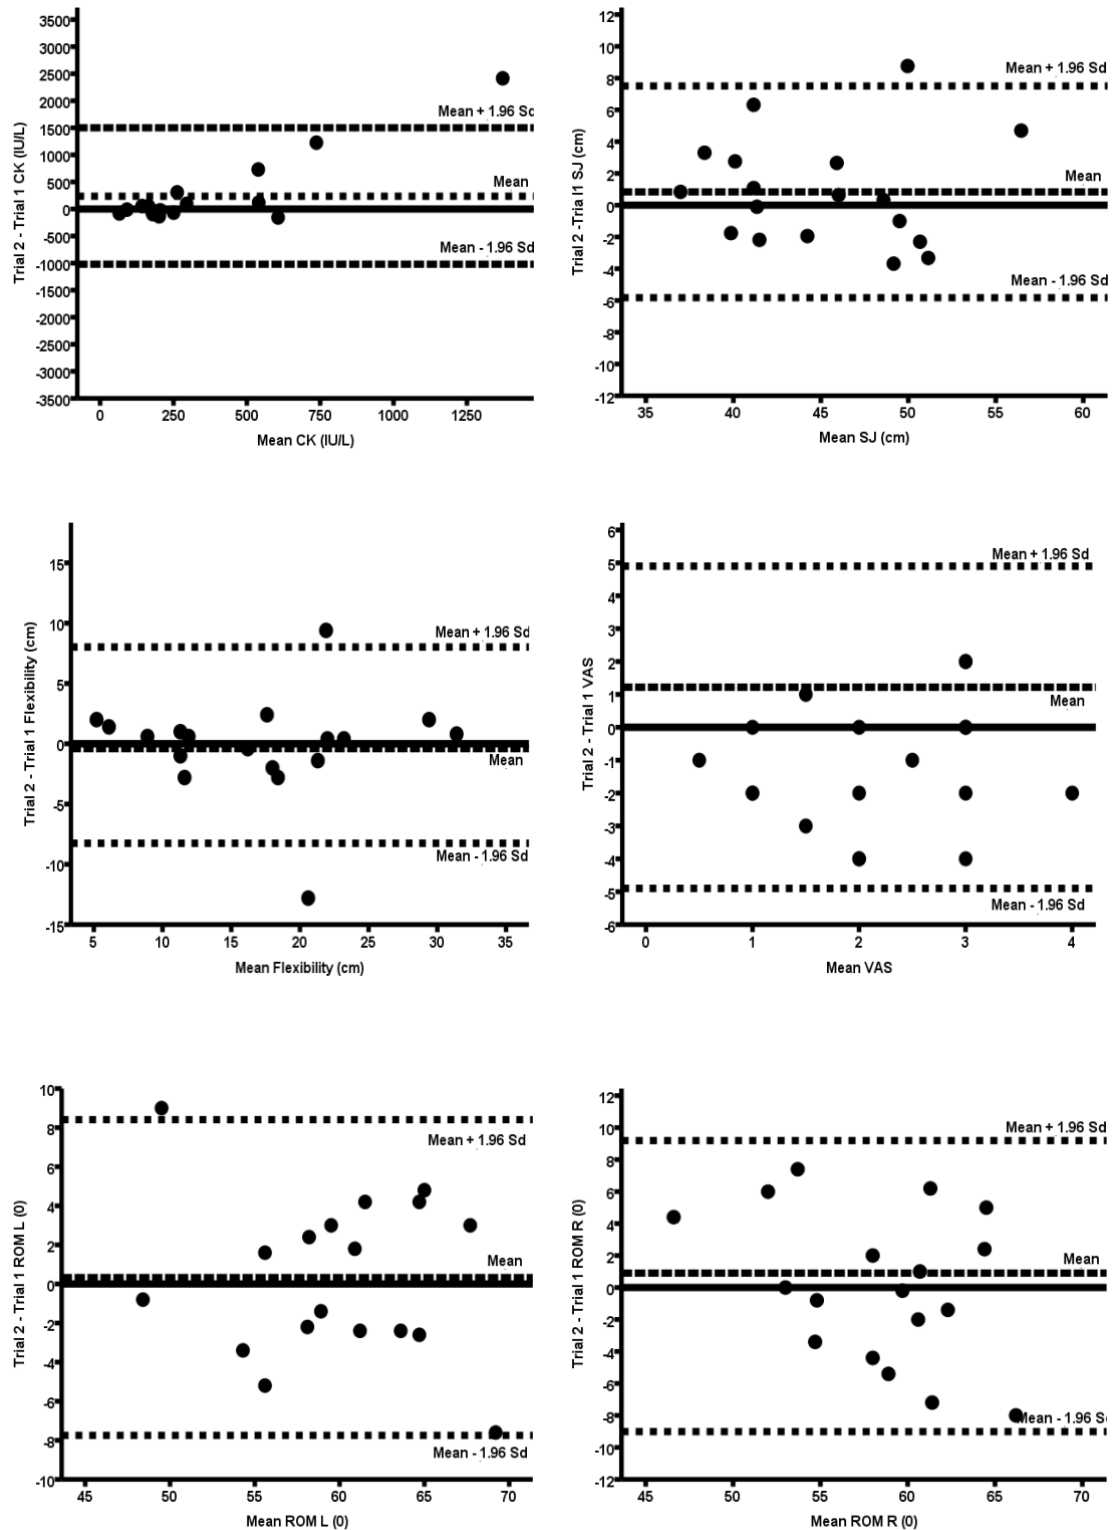 3500
3000
2500
2000
1500
1000
500
0
-500
-1000
-1500
-2000
-2500
-3000
-3500
Trial 2 - Trial 1 CK (IU/L)
Mean + 1.96 Sd
Mean
Mean - 1.96 Sd
0 250 500 750 1000 1250
Mean CK (IU/L)
12
10
8
6
4
2
0
-2
-4
-6
-8
-10
-12
Trial 2 -Trial 1 SJ (cm)
Mean + 1.96 Sd
Mean
Mean - 1.96 Sd
35 40 45 50 55 60
Mean SJ (cm)
15
10
5
0
-5
-10
-15
Trial 2 - Trial 1 Flexibility (cm)
Mean + 1.96 Sd
Mean
Mean - 1.96 Sd
5 10 15 20 25 30 35
Mean Flexibility (cm)
6
5
4
3
2
1
0
-1
-2
-3
-4
-5
-6
Trial 2 - Trial 1 VAS
Mean + 1.96 Sd
Mean
Mean - 1.96 Sd
0 1 2 3 4
Mean VAS
10
8
6
4
2
0
-2
-4
-6
-8
-10
Trial 2 - Trial 1 ROM L (0)
Mean + 1.96 Sd
Mean
Mean - 1.96 Sd
45 50 55 60 65 70
Mean ROM L (0)
12
10
8
6
4
2
0
-2
-4
-6
-8
-10
-12
Trial 2 - Trial 1 ROM R (0)
Mean + 1.96 Sd
Mean
Mean - 1.96 S
45 50 55 60 65 70
Mean ROM R (0)